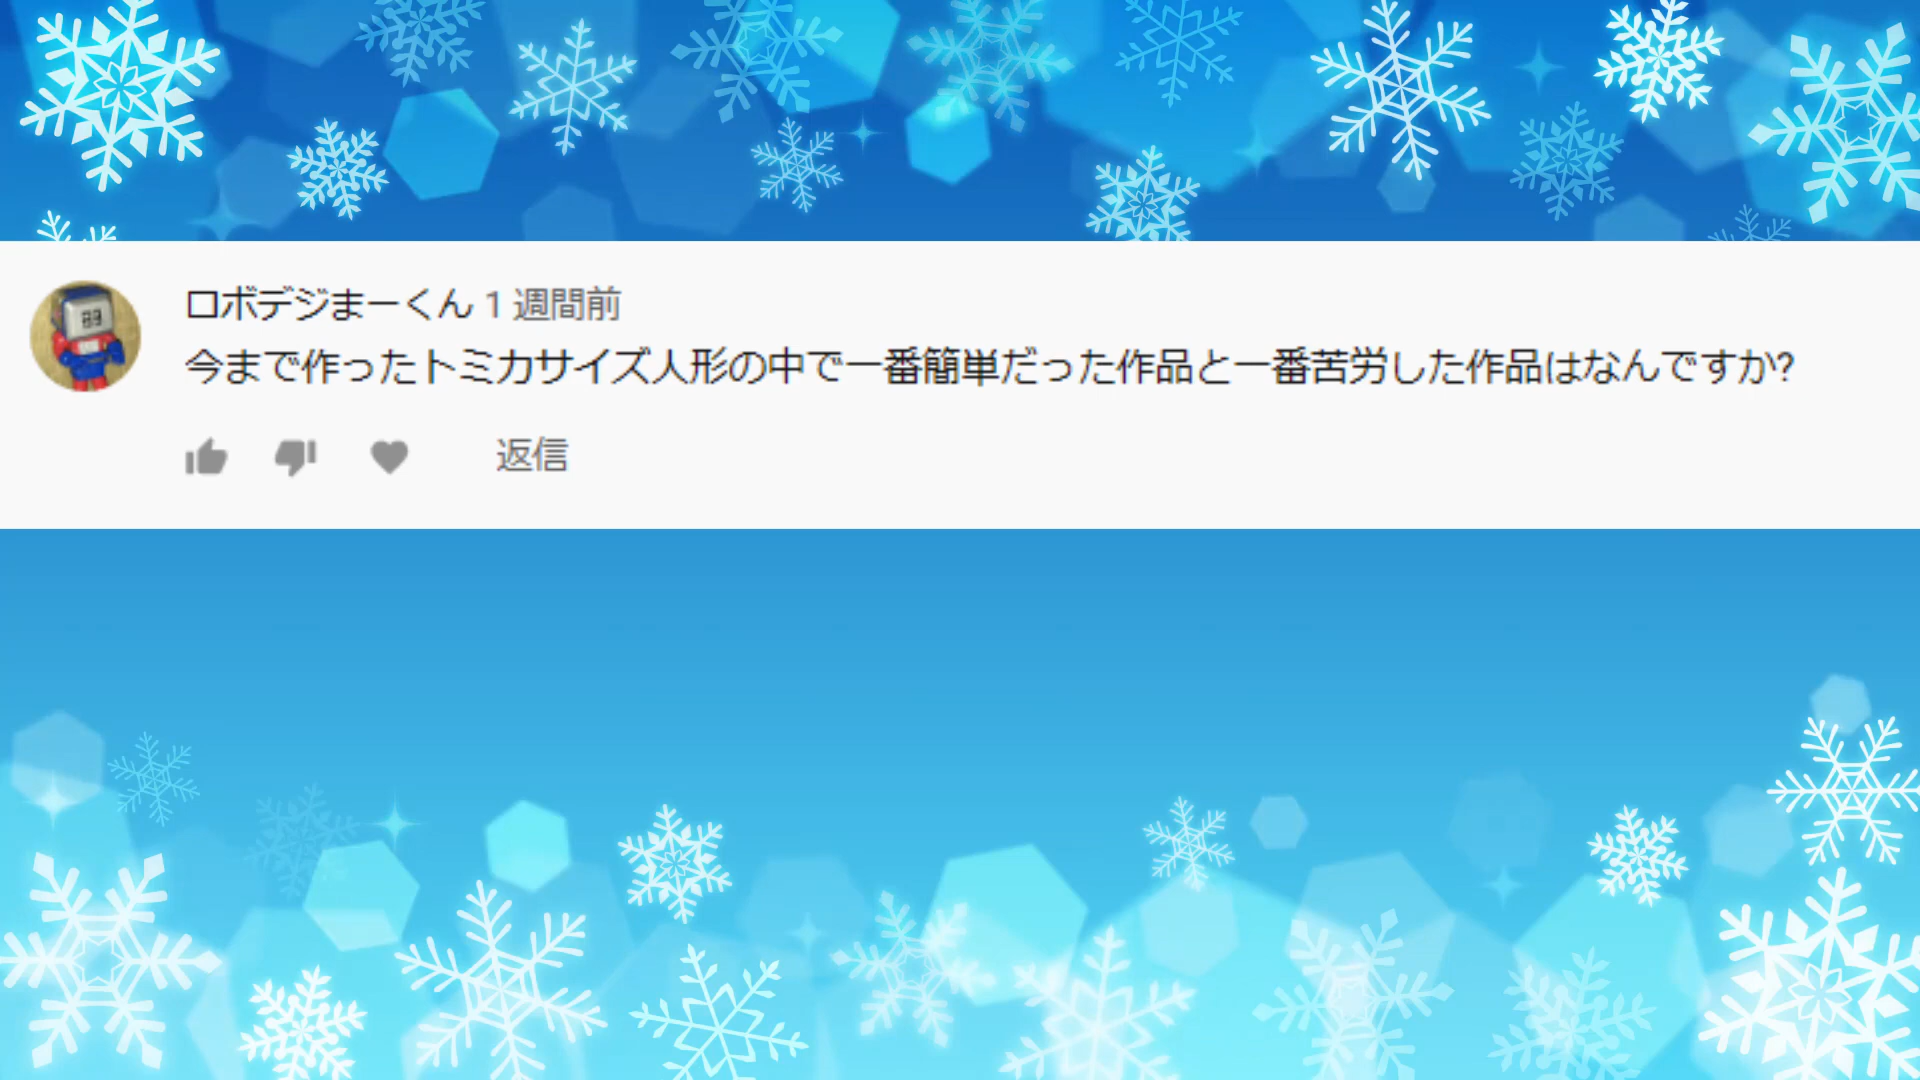 ロボデジまーくん 1 週間前
今まで作ったトミカサイズ人形の中で一番簡単だった作品と一番苦労した作品はなんですか?
返信